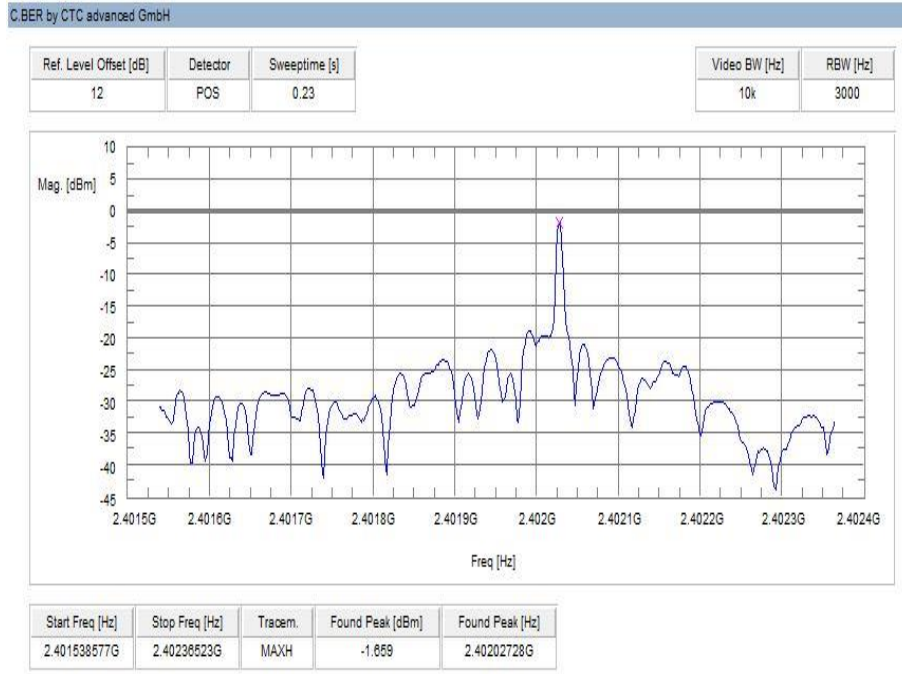 C.BER by CTC advanced GmbH
Ref. Level Offset [dB] Detector Sweeptime [s] Video BW [Hz] RBW [Hz]
12 POS 0.23 10k 3000
10
Mag. [dBm] 5
0
-5
-10
-15
-20
-25
-30
-35
-40
-45
2.4015G 2.4016G 2.4017G 2.4018G 2.4019G 2.402G 2.4021G 2.4022G 2.4023G 2.4024G
Freq [Hz]
Start Freq [Hz] Stop Freq [Hz] Tracem. Found Peak [dBm] Found Peak [Hz]
2.401538577G 2.40236523G MAXH -1.659 2.40202728G